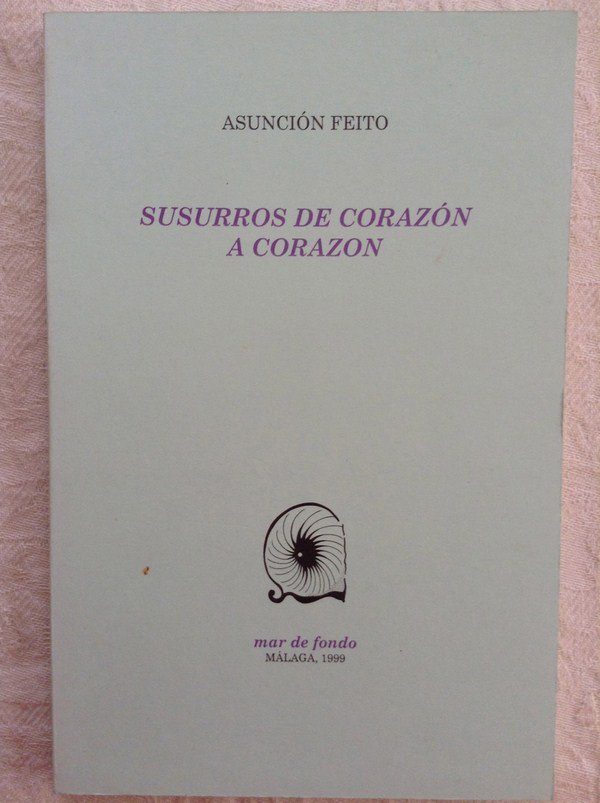 ASUNCIÓN FEITO
SUSURROS DE CORAZÓN
A CORAZON
mar de fondo
MÁLAGA, 1999